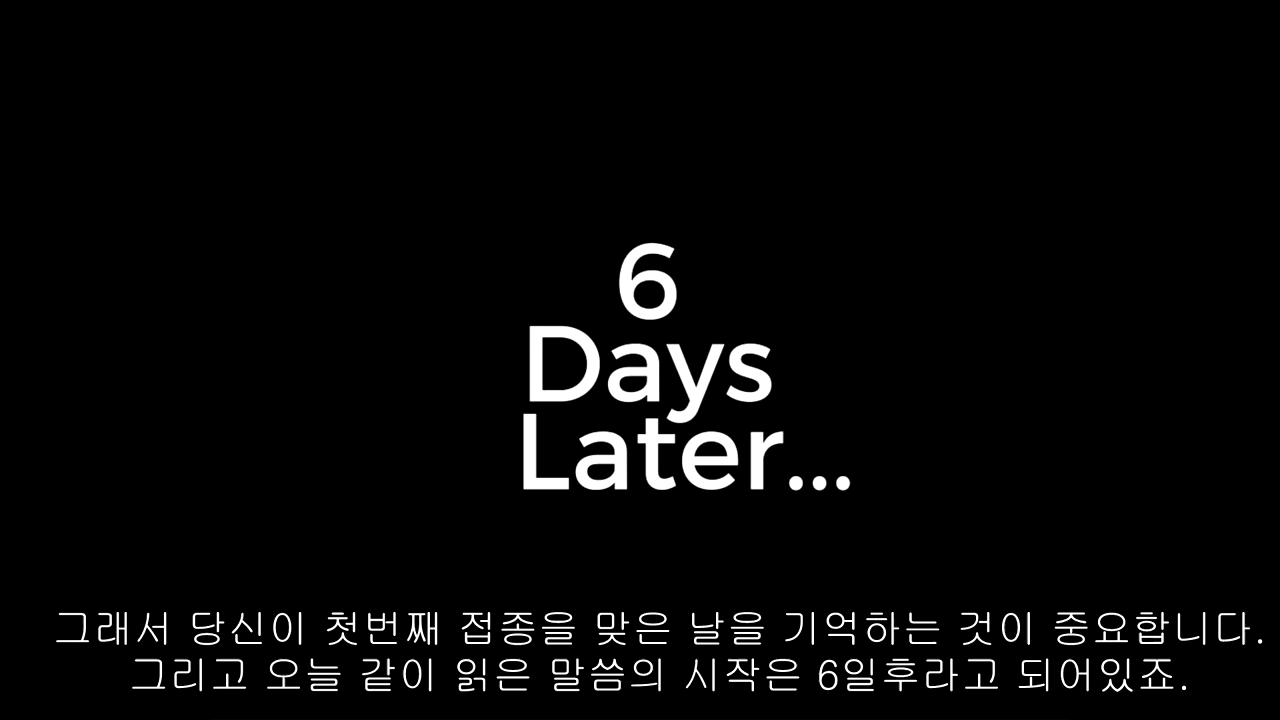 6
Days
Later...
그래서 당신이 첫번째 접종을 맞은 날을 기억하는 것이 중요합니다.
그리고 오늘 같이 읽은 말씀의 시작은 6일후라고 되어있죠.